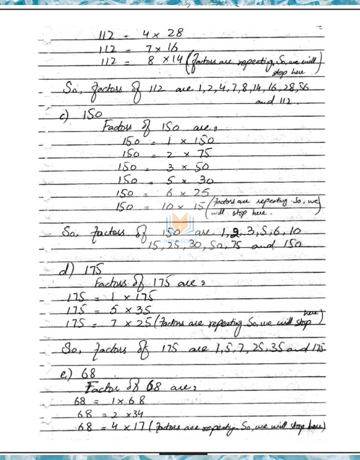 112 = 4 × 28
112 = 7 × 16
112 = 8 × 14 (Factors are repeating, So, we will stop here)
So, factors of 112 are 1, 2, 4, 7, 8, 14, 16, 28, 56
and 112.
c) 150
Factors of 150 are,
150 = 1 × 150
150 = 2 × 75
150 = 3 × 50
150 = 5 × 30
150 = 6 × 25
150 = 10 × 15 (Factors are repeating So, we will stop here.
So, factors of 150 are 1, 2, 3, 5, 6, 10
15, 25, 30, 50, 75 and 150
d) 175
Factors of 175 are,
175 = 1 × 175
175 = 5 × 35
175 = 7 × 25 (Factors are repeating So, we will stop here)
So, factors of 175 are 1, 5, 7, 25, 35 and 175
e) 68
Factor of 68 are,
68 = 1 × 68
68 = 2 × 34
68 = 4 × 17 (Factors are repeating So, we will stop here)